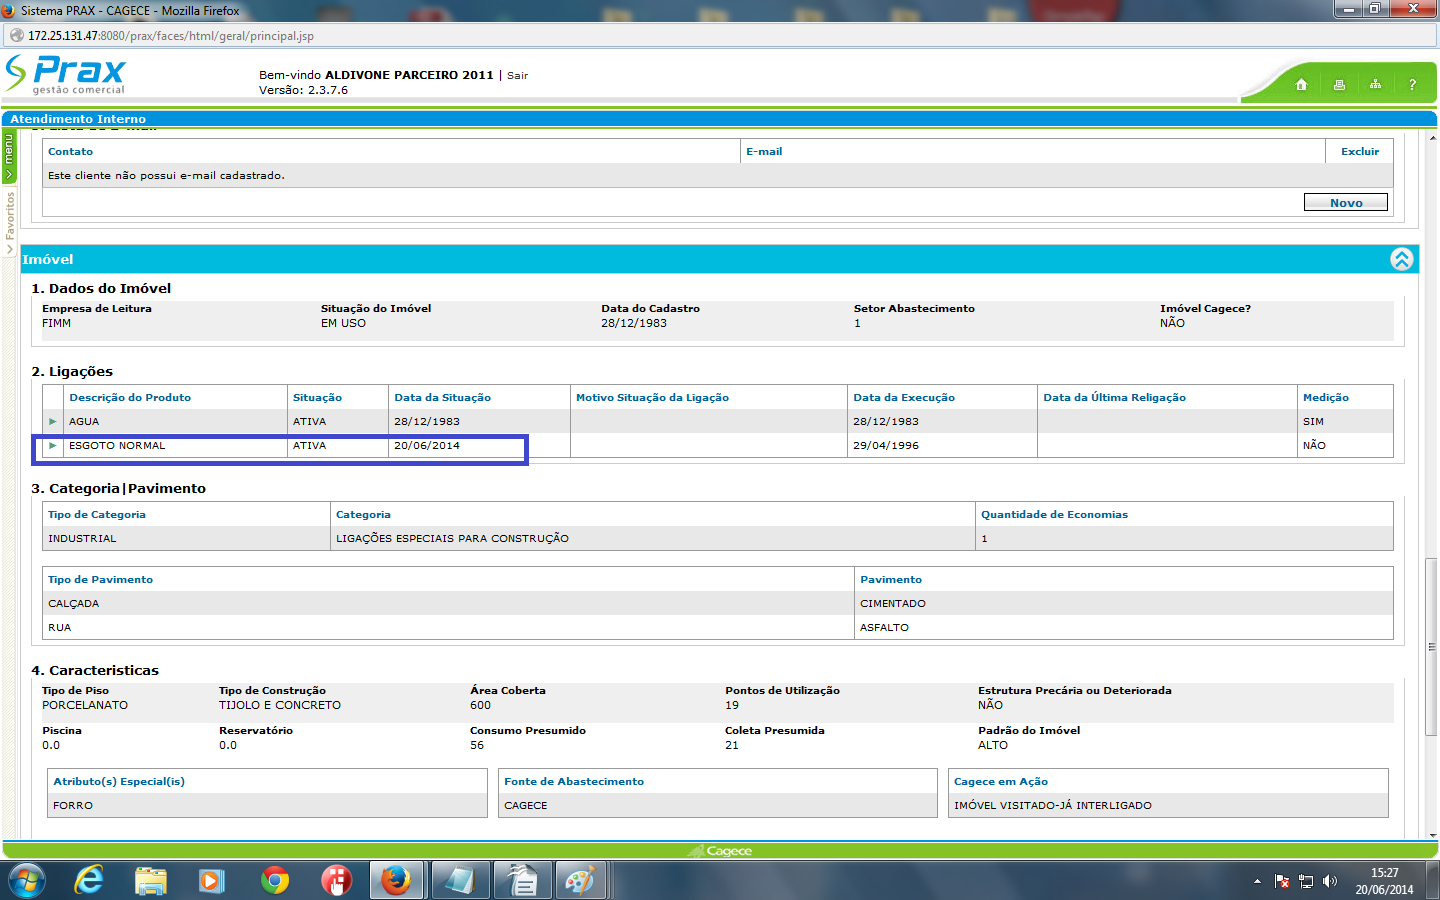 Sistema PRAX - CAGECE - Mozilla Firefox
172.25.131.47:8080/prax/faces/html/geral/principal.jsp
Prax
gestão comercial
Bem-vindo ALDIVONE PARCEIRO 2011 | Sair
Versão: 2.3.7.6
?
Atendimento Interno
menu
Favoritos
Contato E-mail Excluir
Este cliente não possui e-mail cadastrado.
Novo
Imóvel
1. Dados do Imóvel
Empresa de Leitura Situação do Imóvel Data do Cadastro Setor Abastecimento Imóvel Cagece?
FIMM EM USO 28/12/1983 1 NÃO
2. Ligações
Descrição do Produto Situação Data da Situação Motivo Situação da Ligação Data da Execução Data da Última Religação Medição
AGUA ATIVA 28/12/1983 28/12/1983 SIM
ESGOTO NORMAL ATIVA 20/06/2014 29/04/1996 NÃO
3. Categoria|Pavimento
Tipo de Categoria Categoria Quantidade de Economias
INDUSTRIAL LIGAÇÕES ESPECIAIS PARA CONSTRUÇÃO 1
Tipo de Pavimento Pavimento
CALÇADA CIMENTADO
RUA ASFALTO
4. Caracteristicas
Tipo de Piso Tipo de Construção Área Coberta Pontos de Utilização Estrutura Precária ou Deteriorada
PORCELANATO TIJOLO E CONCRETO 600 19 NÃO
Piscina Reservatório Consumo Presumido Coleta Presumida Padrão do Imóvel
0.0 0.0 56 21 ALTO
Atributo(s) Especial(is) Fonte de Abastecimento Cagece em Ação
FORRO CAGECE IMÓVEL VISITADO-JÁ INTERLIGADO
Cagece
15:27
20/06/2014